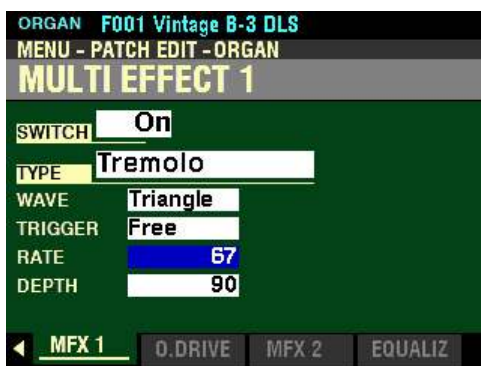 ORGAN F001 Vintage B-3 DLS
MENU - PATCH EDIT - ORGAN
MULTI EFFECT 1
SWITCH On
TYPE Tremolo
WAVE Triangle
TRIGGER Free
RATE 67
DEPTH 90
MFX 1 O.DRIVE MFX 2 EQUALIZ